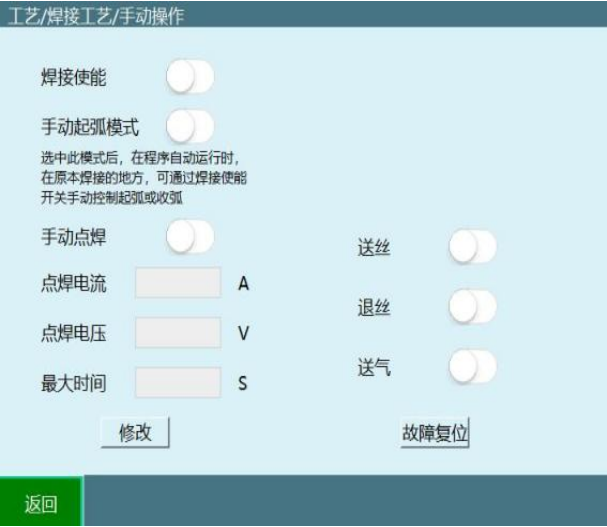 工艺/焊接工艺/手动操作
焊接使能
手动起弧模式
选中此模式后，在程序自动运行时，
在原本焊接的地方，可通过焊接使能
开关手动控制起弧或收弧
手动点焊
送丝
点焊电流 A
退丝
点焊电压 V
送气
最大时间 S
修改
故障复位
返回